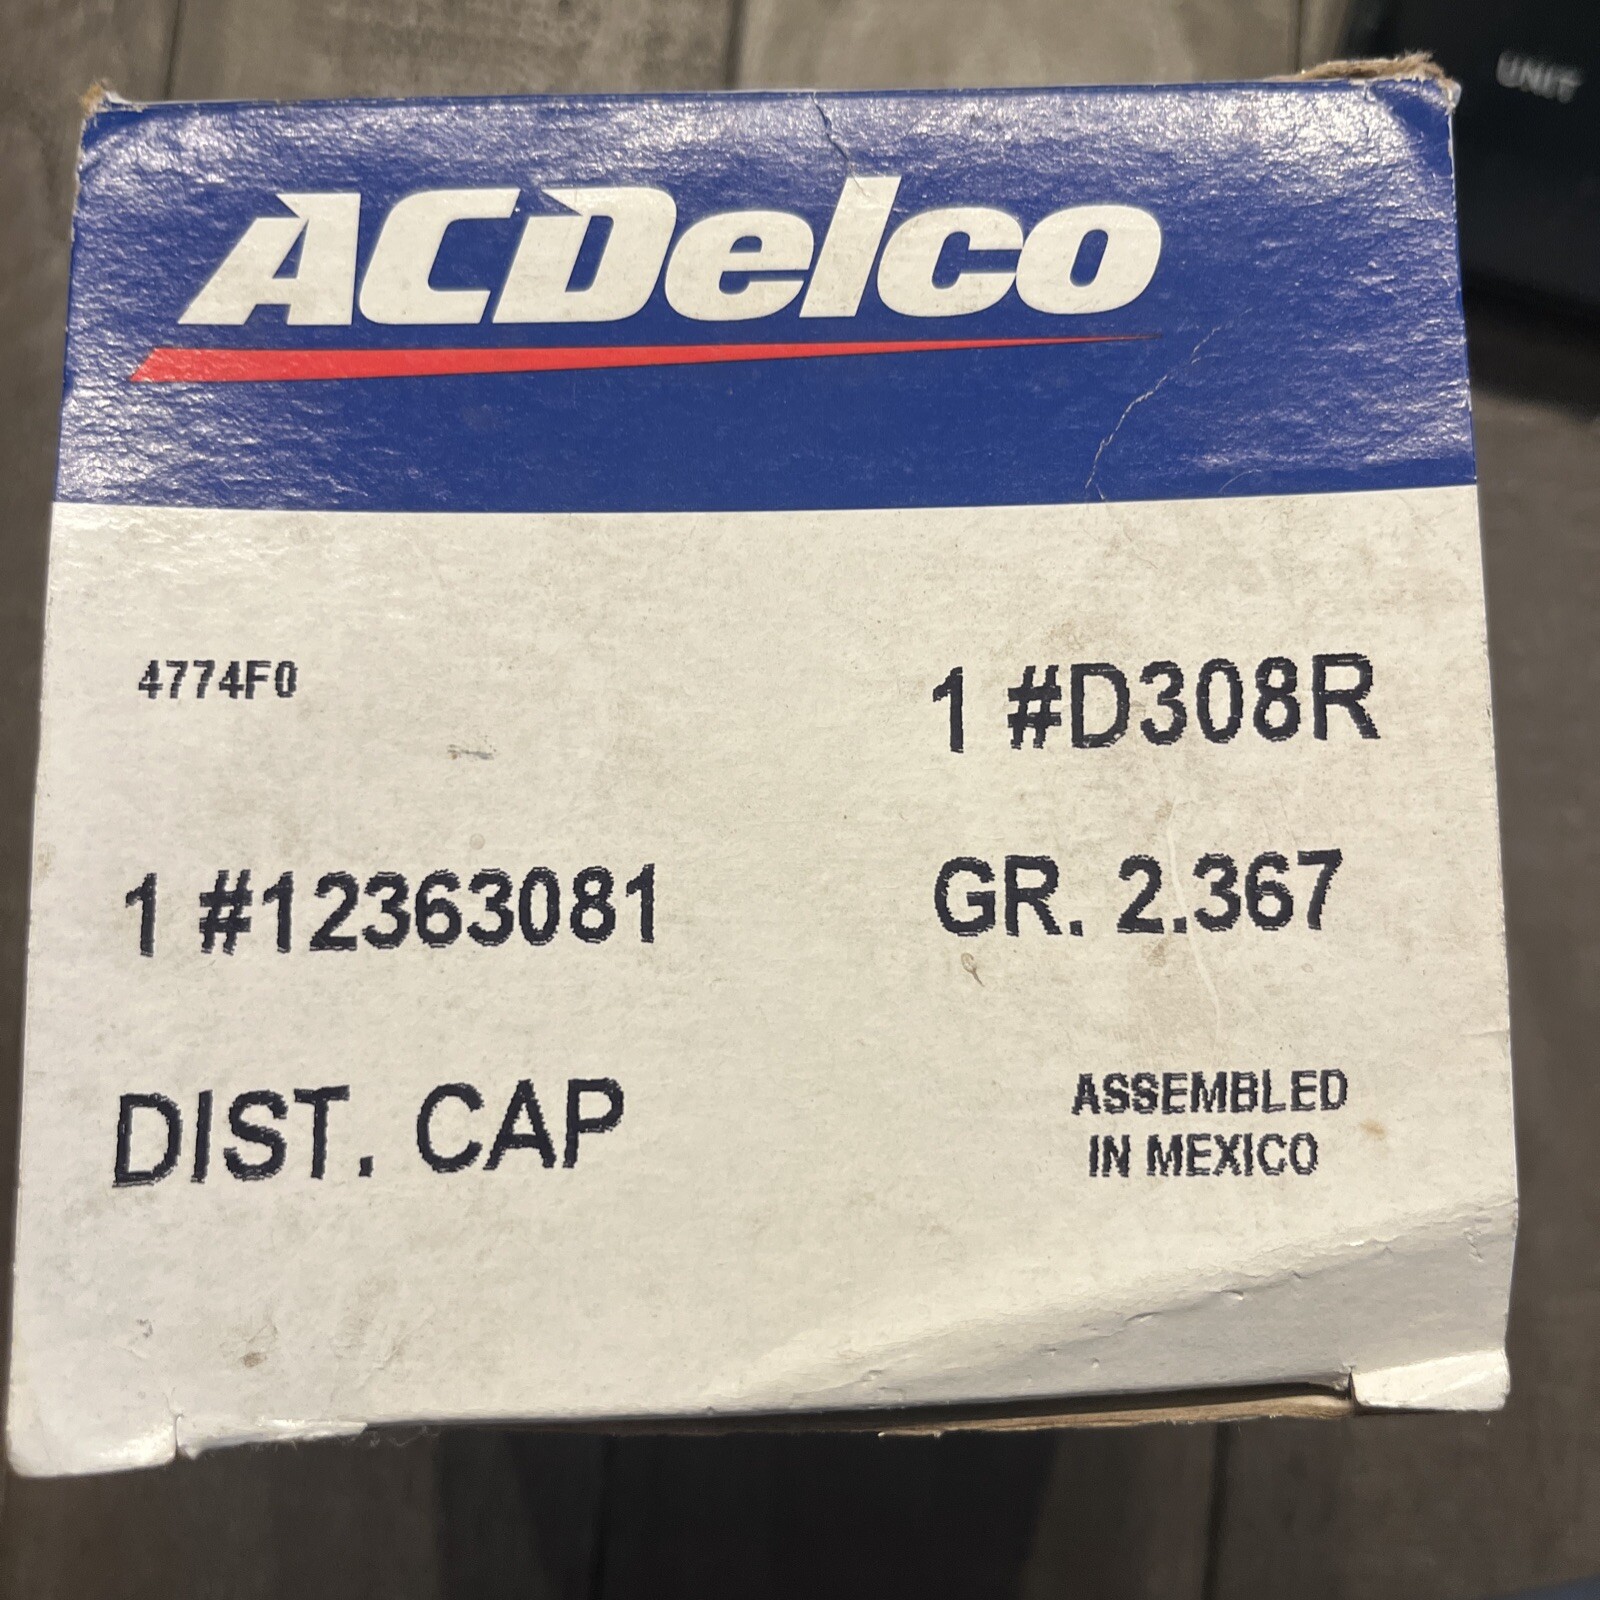 UNIT
ACDelco
4774F0
1 #D308R
1 #12363081
GR. 2.367
DIST. CAP
ASSEMBLED
IN MEXICO